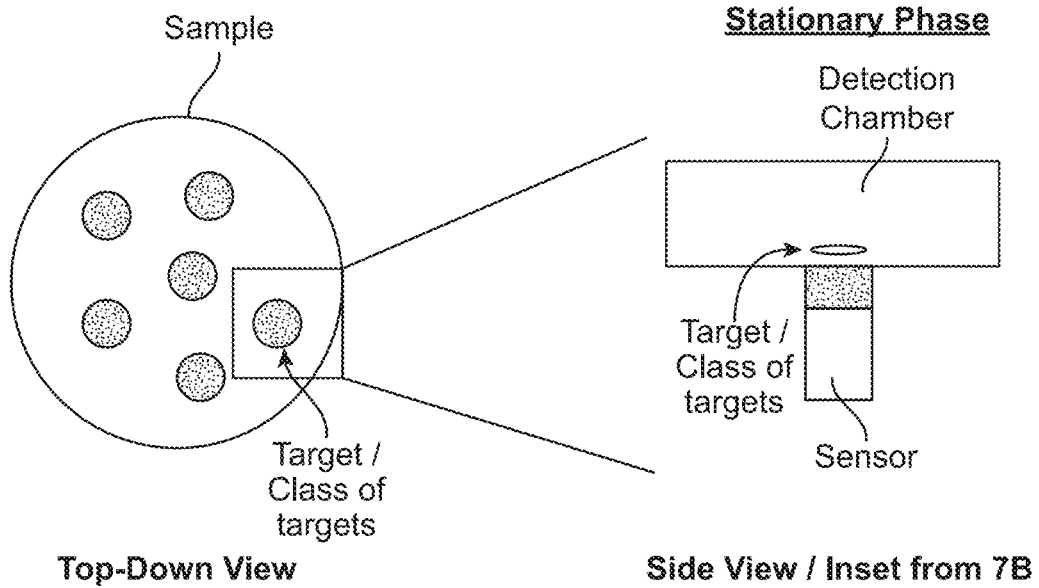 Sample
Target /
Class of
targets
Top-Down View
Stationary Phase
Detection
Chamber
Target /
Class of
targets
Sensor
Side View / Inset from 7B